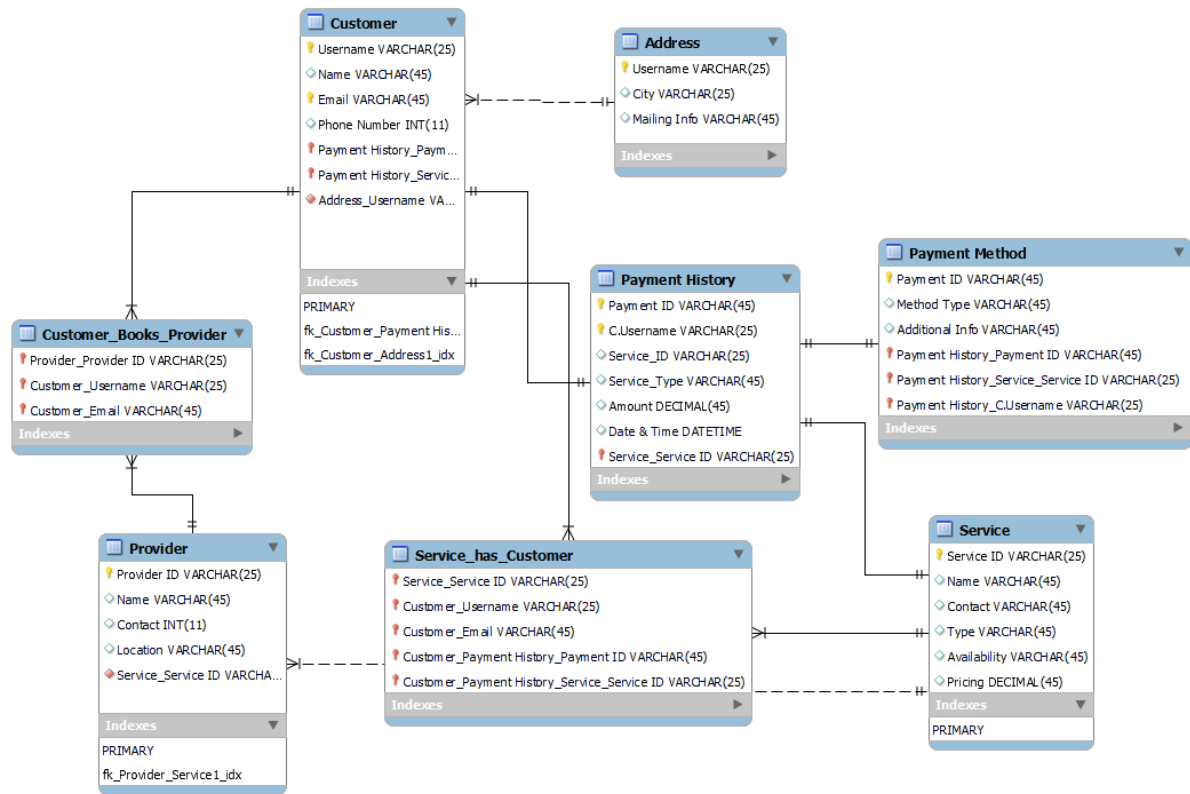 Customer
Username VARCHAR(25)
Name VARCHAR(45)
Email VARCHAR(45)
Phone Number INT(11)
Payment History_Paym...
Payment History_Servic...
Address_Username VA...
Indexes
PRIMARY
fk_Customer_Payment His...
fk_Customer_Address1_idx
Address
Username VARCHAR(25)
City VARCHAR(25)
Mailing Info VARCHAR(45)
Indexes
Payment History
Payment ID VARCHAR(45)
C.Username VARCHAR(25)
Service_ID VARCHAR(25)
Service_Type VARCHAR(45)
Amount DECIMAL(45)
Date & Time DATETIME
Service_Service ID VARCHAR(25)
Indexes
Payment Method
Payment ID VARCHAR(45)
Method Type VARCHAR(45)
Additional Info VARCHAR(45)
Payment History_Payment ID VARCHAR(45)
Payment History_Service_Service ID VARCHAR(25)
Payment History_C.Username VARCHAR(25)
Indexes
Customer_Books_Provider
Provider_Provider ID VARCHAR(25)
Customer_Username VARCHAR(25)
Customer_Email VARCHAR(45)
Indexes
Provider
Provider ID VARCHAR(25)
Name VARCHAR(45)
Contact INT(11)
Location VARCHAR(45)
Service_Service ID VARCHA...
Indexes
PRIMARY
fk_Provider_Service1_idx
Service_has_Customer
Service_Service ID VARCHAR(25)
Customer_Username VARCHAR(25)
Customer_Email VARCHAR(45)
Customer_Payment History_Payment ID VARCHAR(45)
Customer_Payment History_Service_Service ID VARCHAR(25)
Indexes
Service
Service ID VARCHAR(25)
Name VARCHAR(45)
Contact VARCHAR(45)
Type VARCHAR(45)
Availability VARCHAR(45)
Pricing DECIMAL(45)
Indexes
PRIMARY